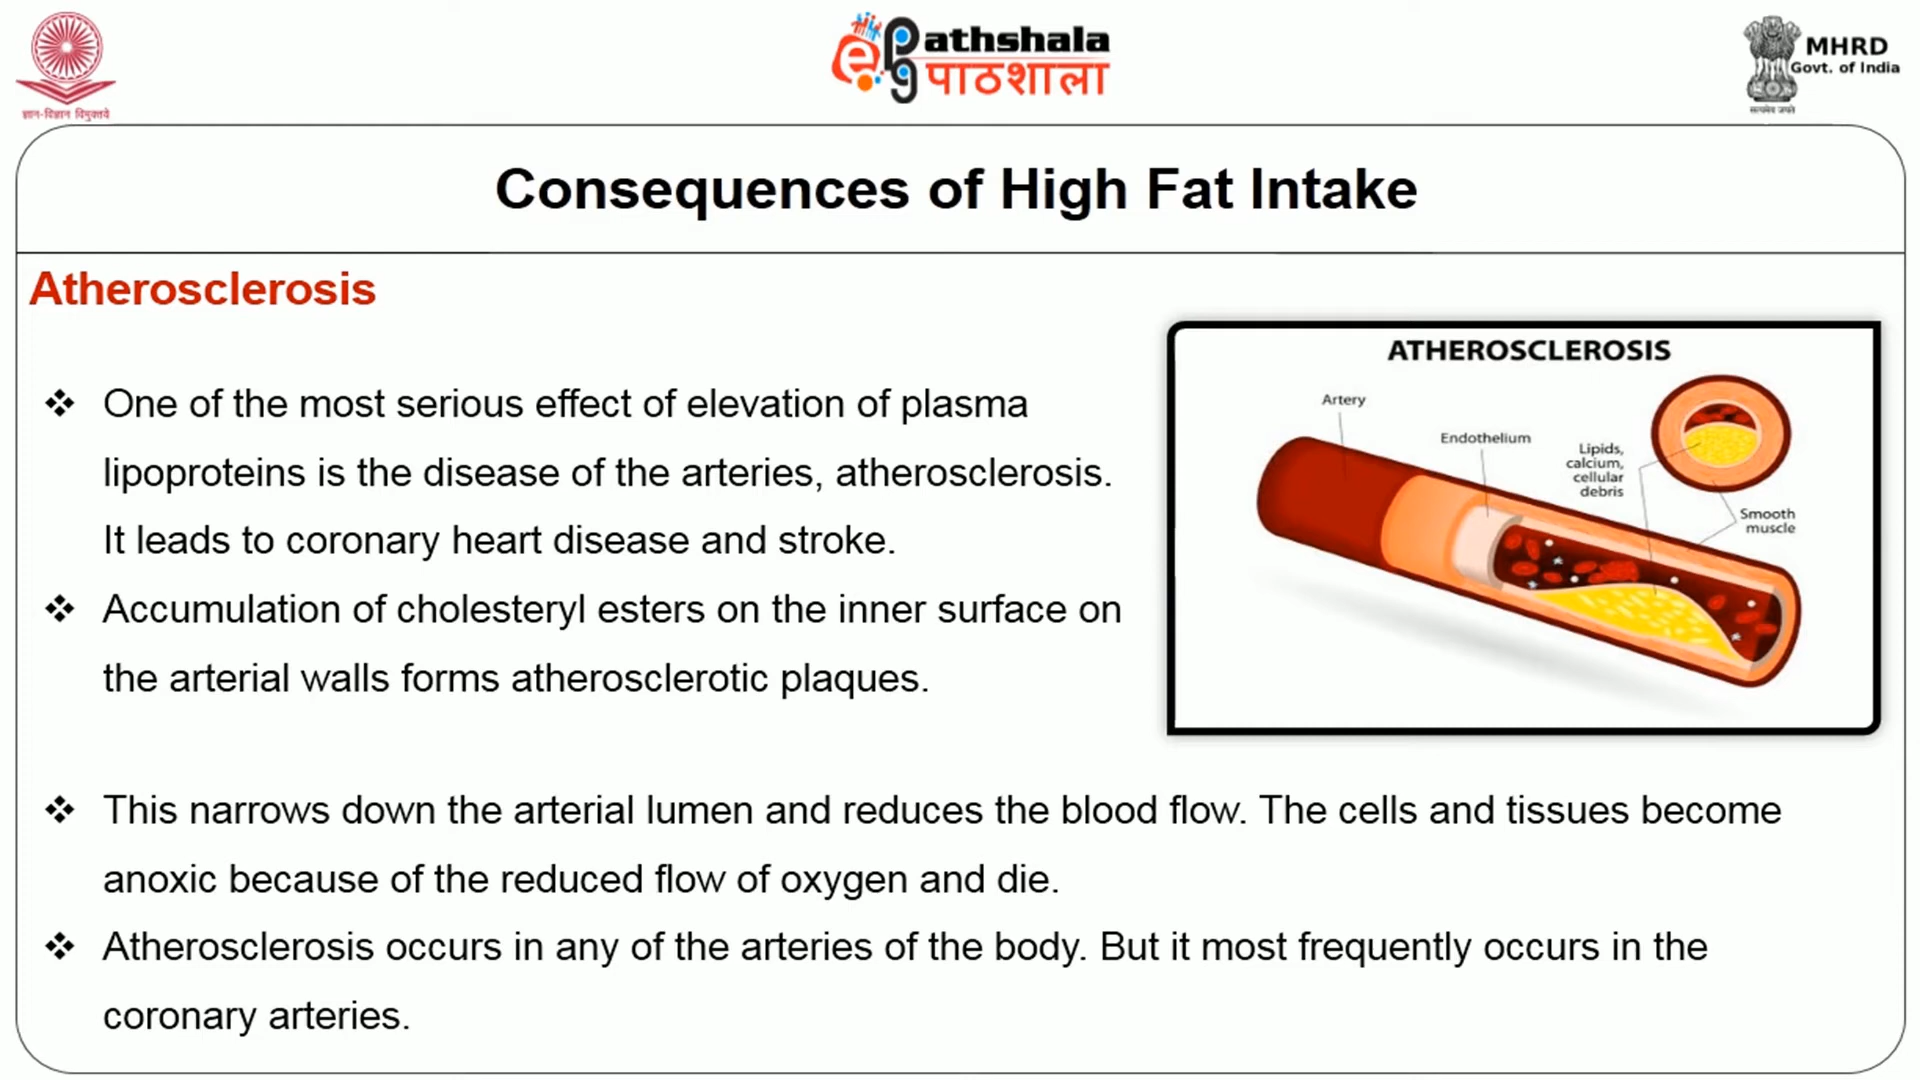 ज्ञान-विज्ञान विमुक्तये
e
Pg
athshala
पाठशाला
MHRD
Govt. of India
सत्यमेव जयते
Consequences of High Fat Intake
Atherosclerosis
❖ One of the most serious effect of elevation of plasma
lipoproteins is the disease of the arteries, atherosclerosis.
It leads to coronary heart disease and stroke.
❖ Accumulation of cholesteryl esters on the inner surface on
the arterial walls forms atherosclerotic plaques.
ATHEROSCLEROSIS
Artery
Endothelium
Lipids,
calcium,
cellular
debris
Smooth
muscle
❖ This narrows down the arterial lumen and reduces the blood flow. The cells and tissues become
anoxic because of the reduced flow of oxygen and die.
❖ Atherosclerosis occurs in any of the arteries of the body. But it most frequently occurs in the
coronary arteries.